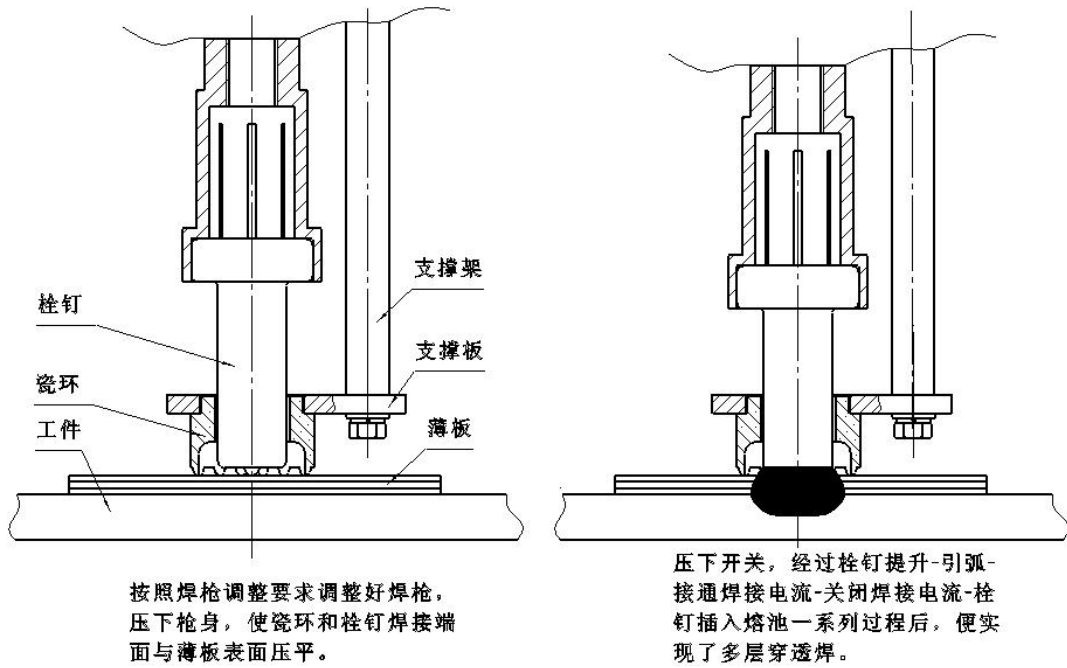 支撑架
栓钉
支撑板
瓷环
工件
薄板
按照焊枪调整要求调整好焊枪，
压下枪身，使瓷环和栓钉焊接端
面与薄板表面压平。
压下开关，经过栓钉提升-引弧-
接通焊接电流-关闭焊接电流-栓
钉插入熔池一系列过程后，便实
现了多层穿透焊。